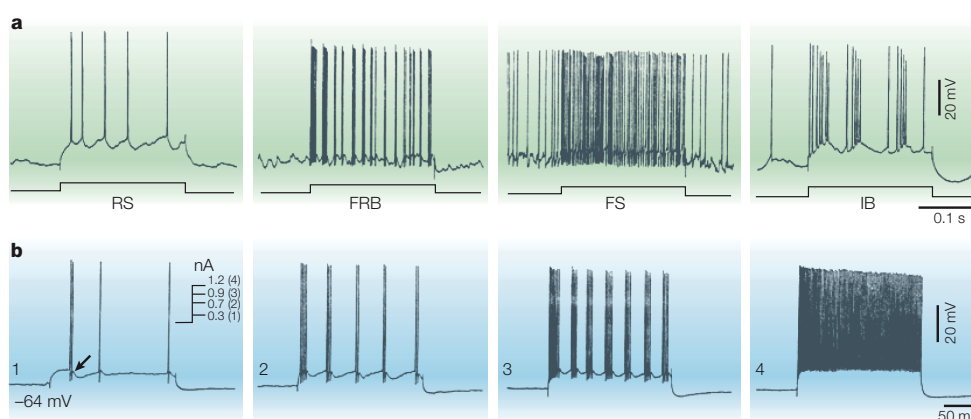 a
20 mV
RS
FRB
FS
IB
0.1 s
b
nA
1.2 (4)
0.9 (3)
0.7 (2)
0.3 (1)
1
–64 mV
2
3
4
20 mV